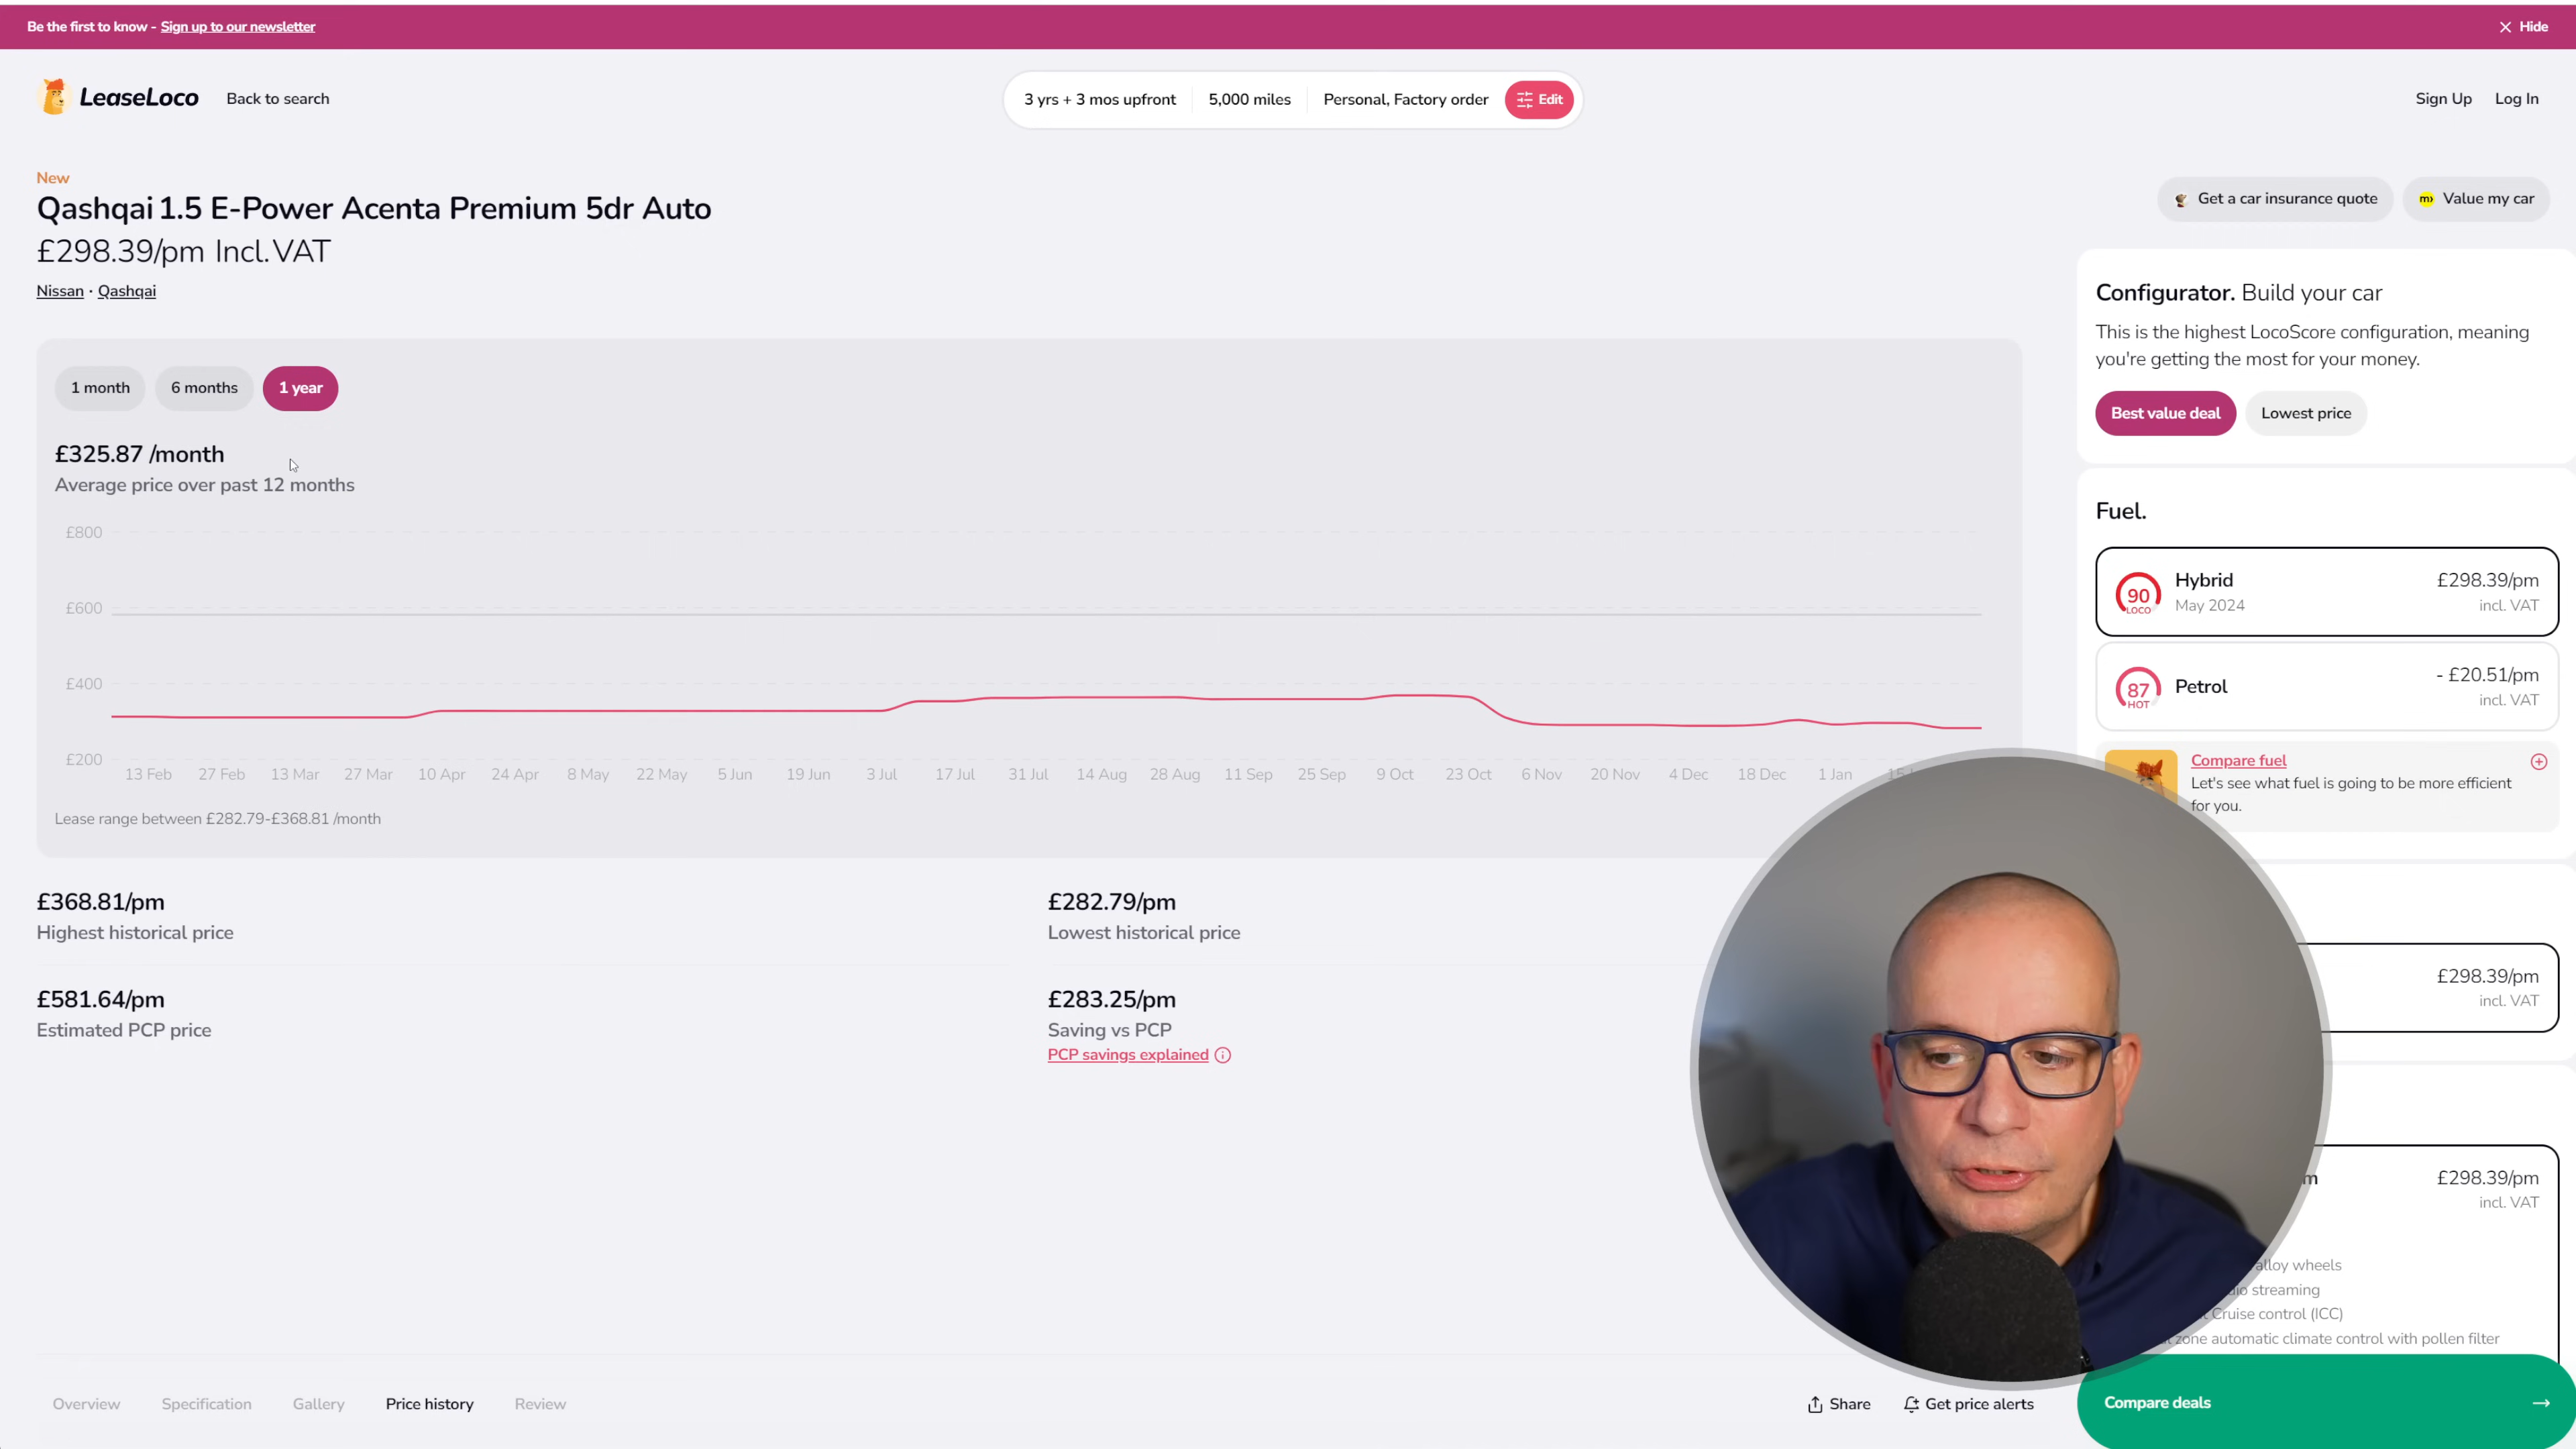 Be the first to know - Sign up to our newsletter
Hide
LeaseLoco
Back to search
3 yrs + 3 mos upfront
5,000 miles
Personal, Factory order
Edit
Sign Up
Log In
New
Qashqai 1.5 E-Power Acenta Premium 5dr Auto
£298.39/pm Incl.VAT
Nissan · Qashqai
Get a car insurance quote
Value my car
1 month
6 months
1 year
£325.87 /month
Average price over past 12 months
£800
£600
£400
£200
13 Feb
27 Feb
13 Mar
27 Mar
10 Apr
24 Apr
8 May
22 May
5 Jun
19 Jun
3 Jul
17 Jul
31 Jul
14 Aug
28 Aug
11 Sep
25 Sep
9 Oct
23 Oct
6 Nov
20 Nov
4 Dec
18 Dec
1 Jan
Lease range between £282.79-£368.81 /month
£368.81/pm
Highest historical price
£282.79/pm
Lowest historical price
£581.64/pm
Estimated PCP price
£283.25/pm
Saving vs PCP
PCP savings explained
Configurator. Build your car
This is the highest LocoScore configuration, meaning
you're getting the most for your money.
Best value deal
Lowest price
Fuel.
90
LOCO
Hybrid
May 2024
£298.39/pm
incl. VAT
87
HOT
Petrol
- £20.51/pm
incl. VAT
Compare fuel
Let's see what fuel is going to be more efficient
for you.
£298.39/pm
incl. VAT
£298.39/pm
incl. VAT
alloy wheels
streaming
Cruise control (ICC)
zone automatic climate control with pollen filter
Overview
Specification
Gallery
Price history
Review
Share
Get price alerts
Compare deals